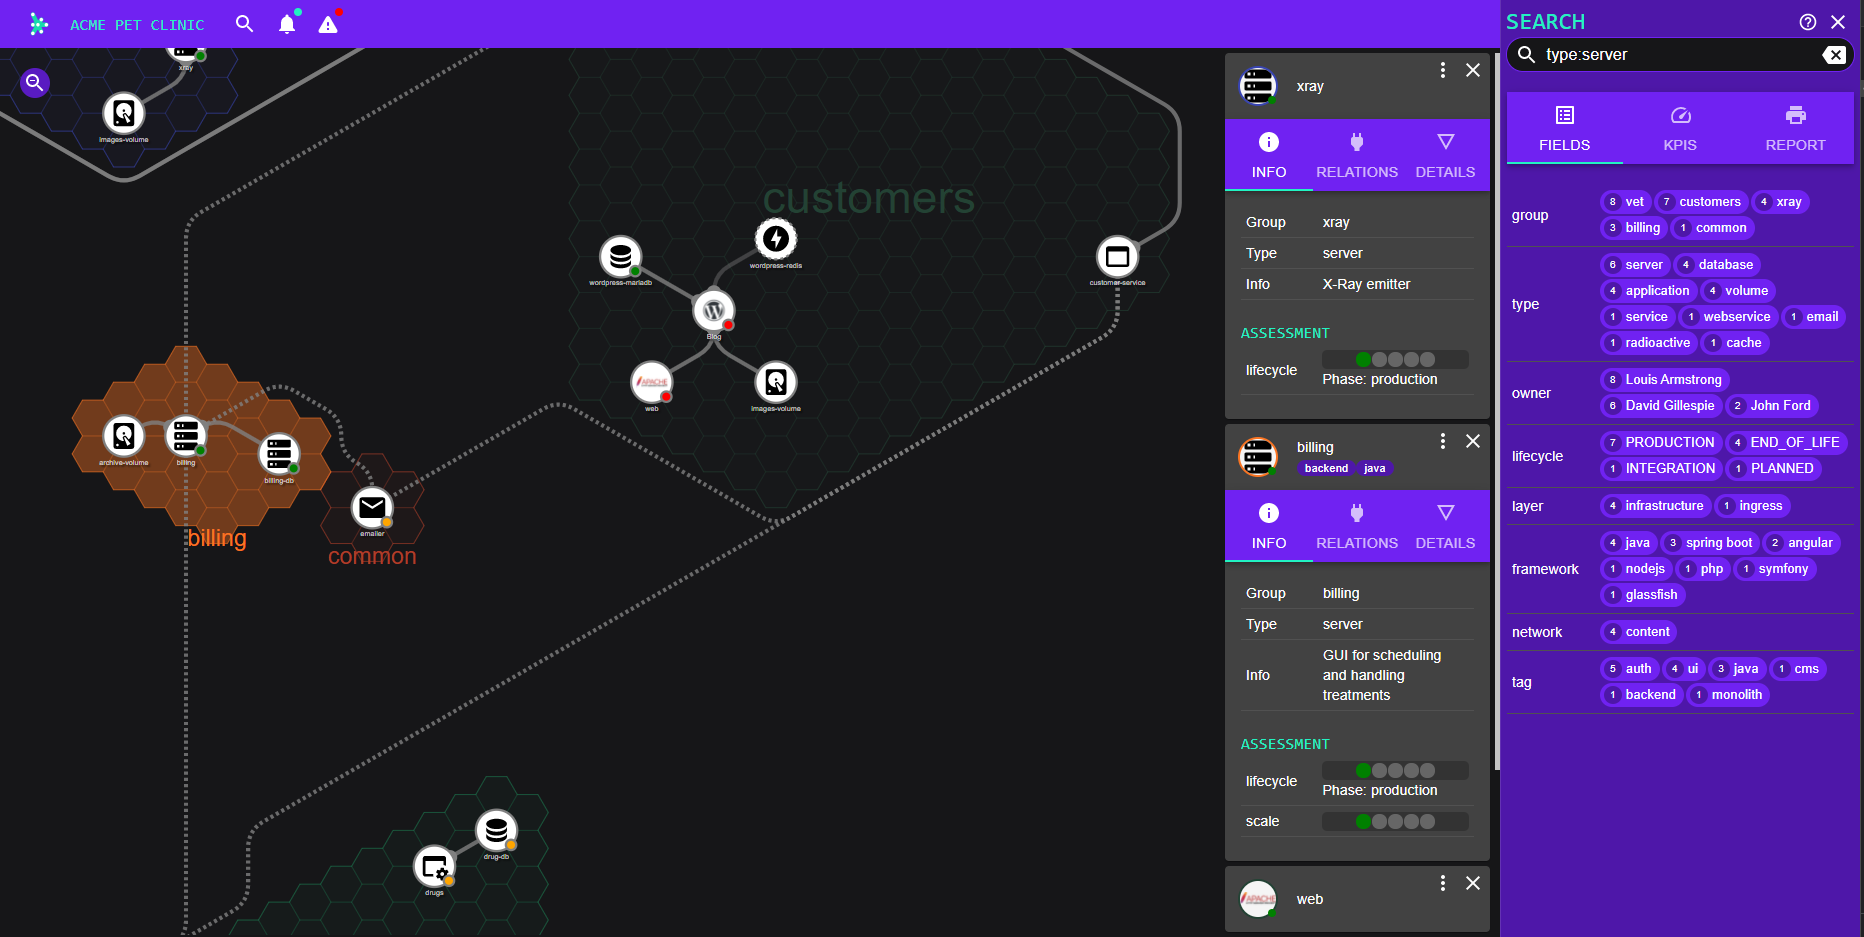 ACME PET CLINIC
xray
images-volume
customers
wordpress-redis
wordpress-mariadb
customer-service
Blog
APACHE
web
images-volume
archive-volume
billing
billing-db
emailer
billing
common
drug-db
drugs
xray
INFO RELATIONS DETAILS
Group xray
Type server
Info X-Ray emitter
ASSESSMENT
lifecycle
Phase: production
billing
backend java
INFO RELATIONS DETAILS
Group billing
Type server
Info GUI for scheduling
and handling
treatments
ASSESSMENT
lifecycle
Phase: production
scale
APACHE
web
SEARCH
type:server
FIELDS KPIS REPORT
group 8 vet 7 customers 4 xray
3 billing 1 common
type 6 server 4 database
4 application 4 volume
1 service 1 webservice 1 email
1 radioactive 1 cache
owner 8 Louis Armstrong
6 David Gillespie 2 John Ford
lifecycle 7 PRODUCTION 4 END_OF_LIFE
1 INTEGRATION 1 PLANNED
layer 4 infrastructure 1 ingress
framework 4 java 3 spring boot 2 angular
1 nodejs 1 php 1 symfony
1 glassfish
network 4 content
tag 5 auth 4 ui 3 java 1 cms
1 backend 1 monolith